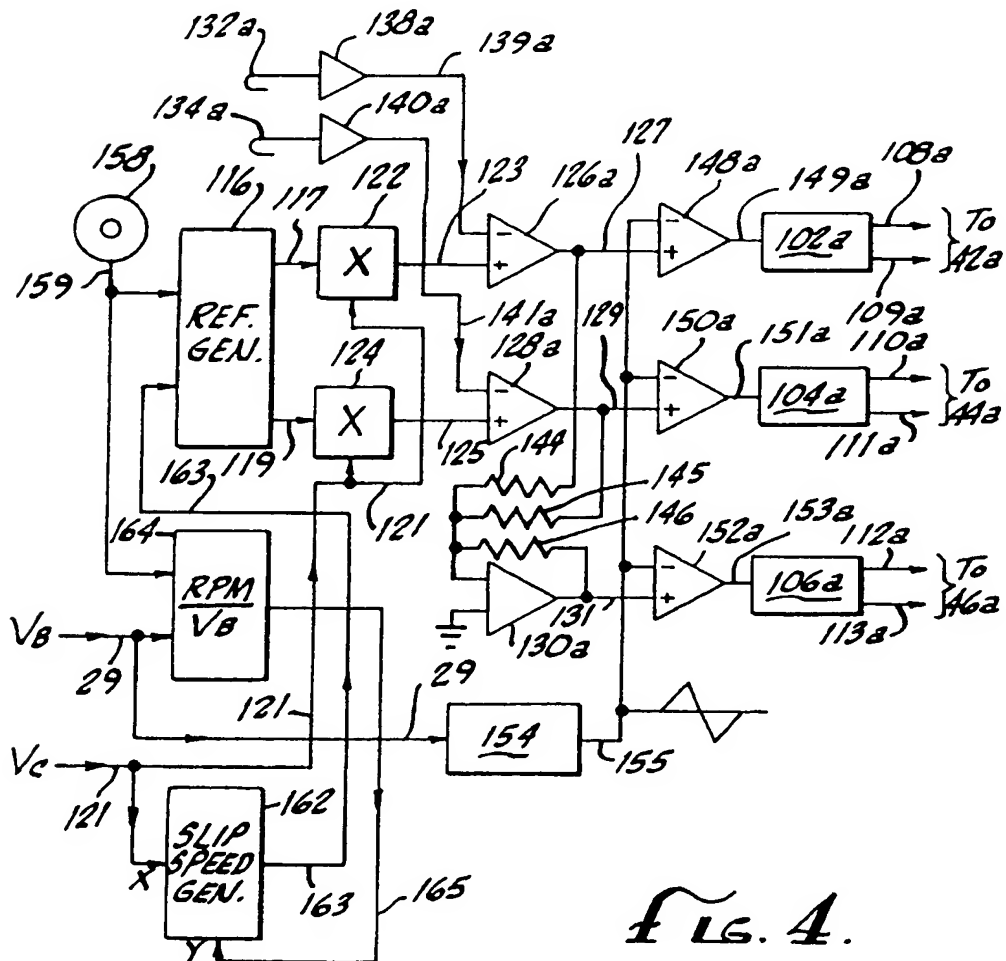 132a
138a
139a
134a
140a
158
116
117
122
123
126a
127
148a
149a
108a
X
-
+
-
+
102a
To
42a
159
REF.
GEN.
109a
141a
128a
129
150a
151a
110a
124
X
-
+
-
+
104a
To
44a
163
119
121
125
144
111a
145
146
164
RPM
VB
152a
153a
112a
-
+
106a
To
46a
VB
29
131
130a
113a
121
29
154
155
VC
121
162
X
SLIP
SPEED
GEN.
163
165
Y
FIG. 4.